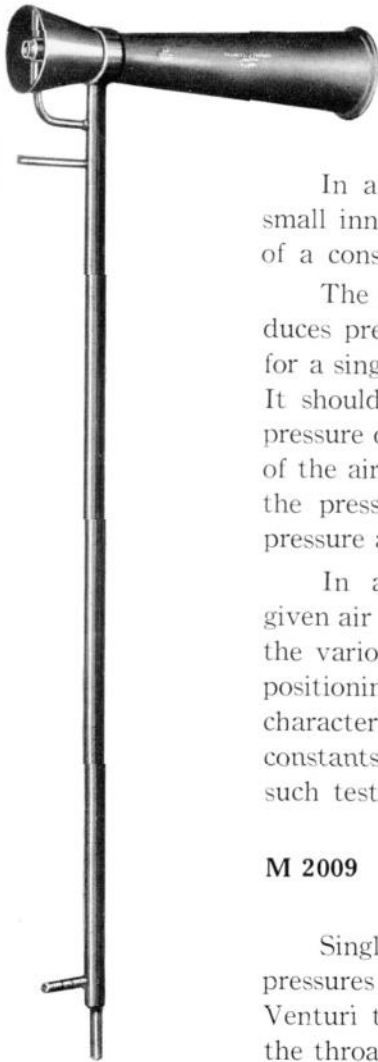 In a
small inn
of a cons
The
duces pre
for a sing
It should
pressure o
of the air
the press
pressure a
In a
given air
the vario
positionin
character
constants
such test
M 2009
Singl
pressures
Venturi t
the throa